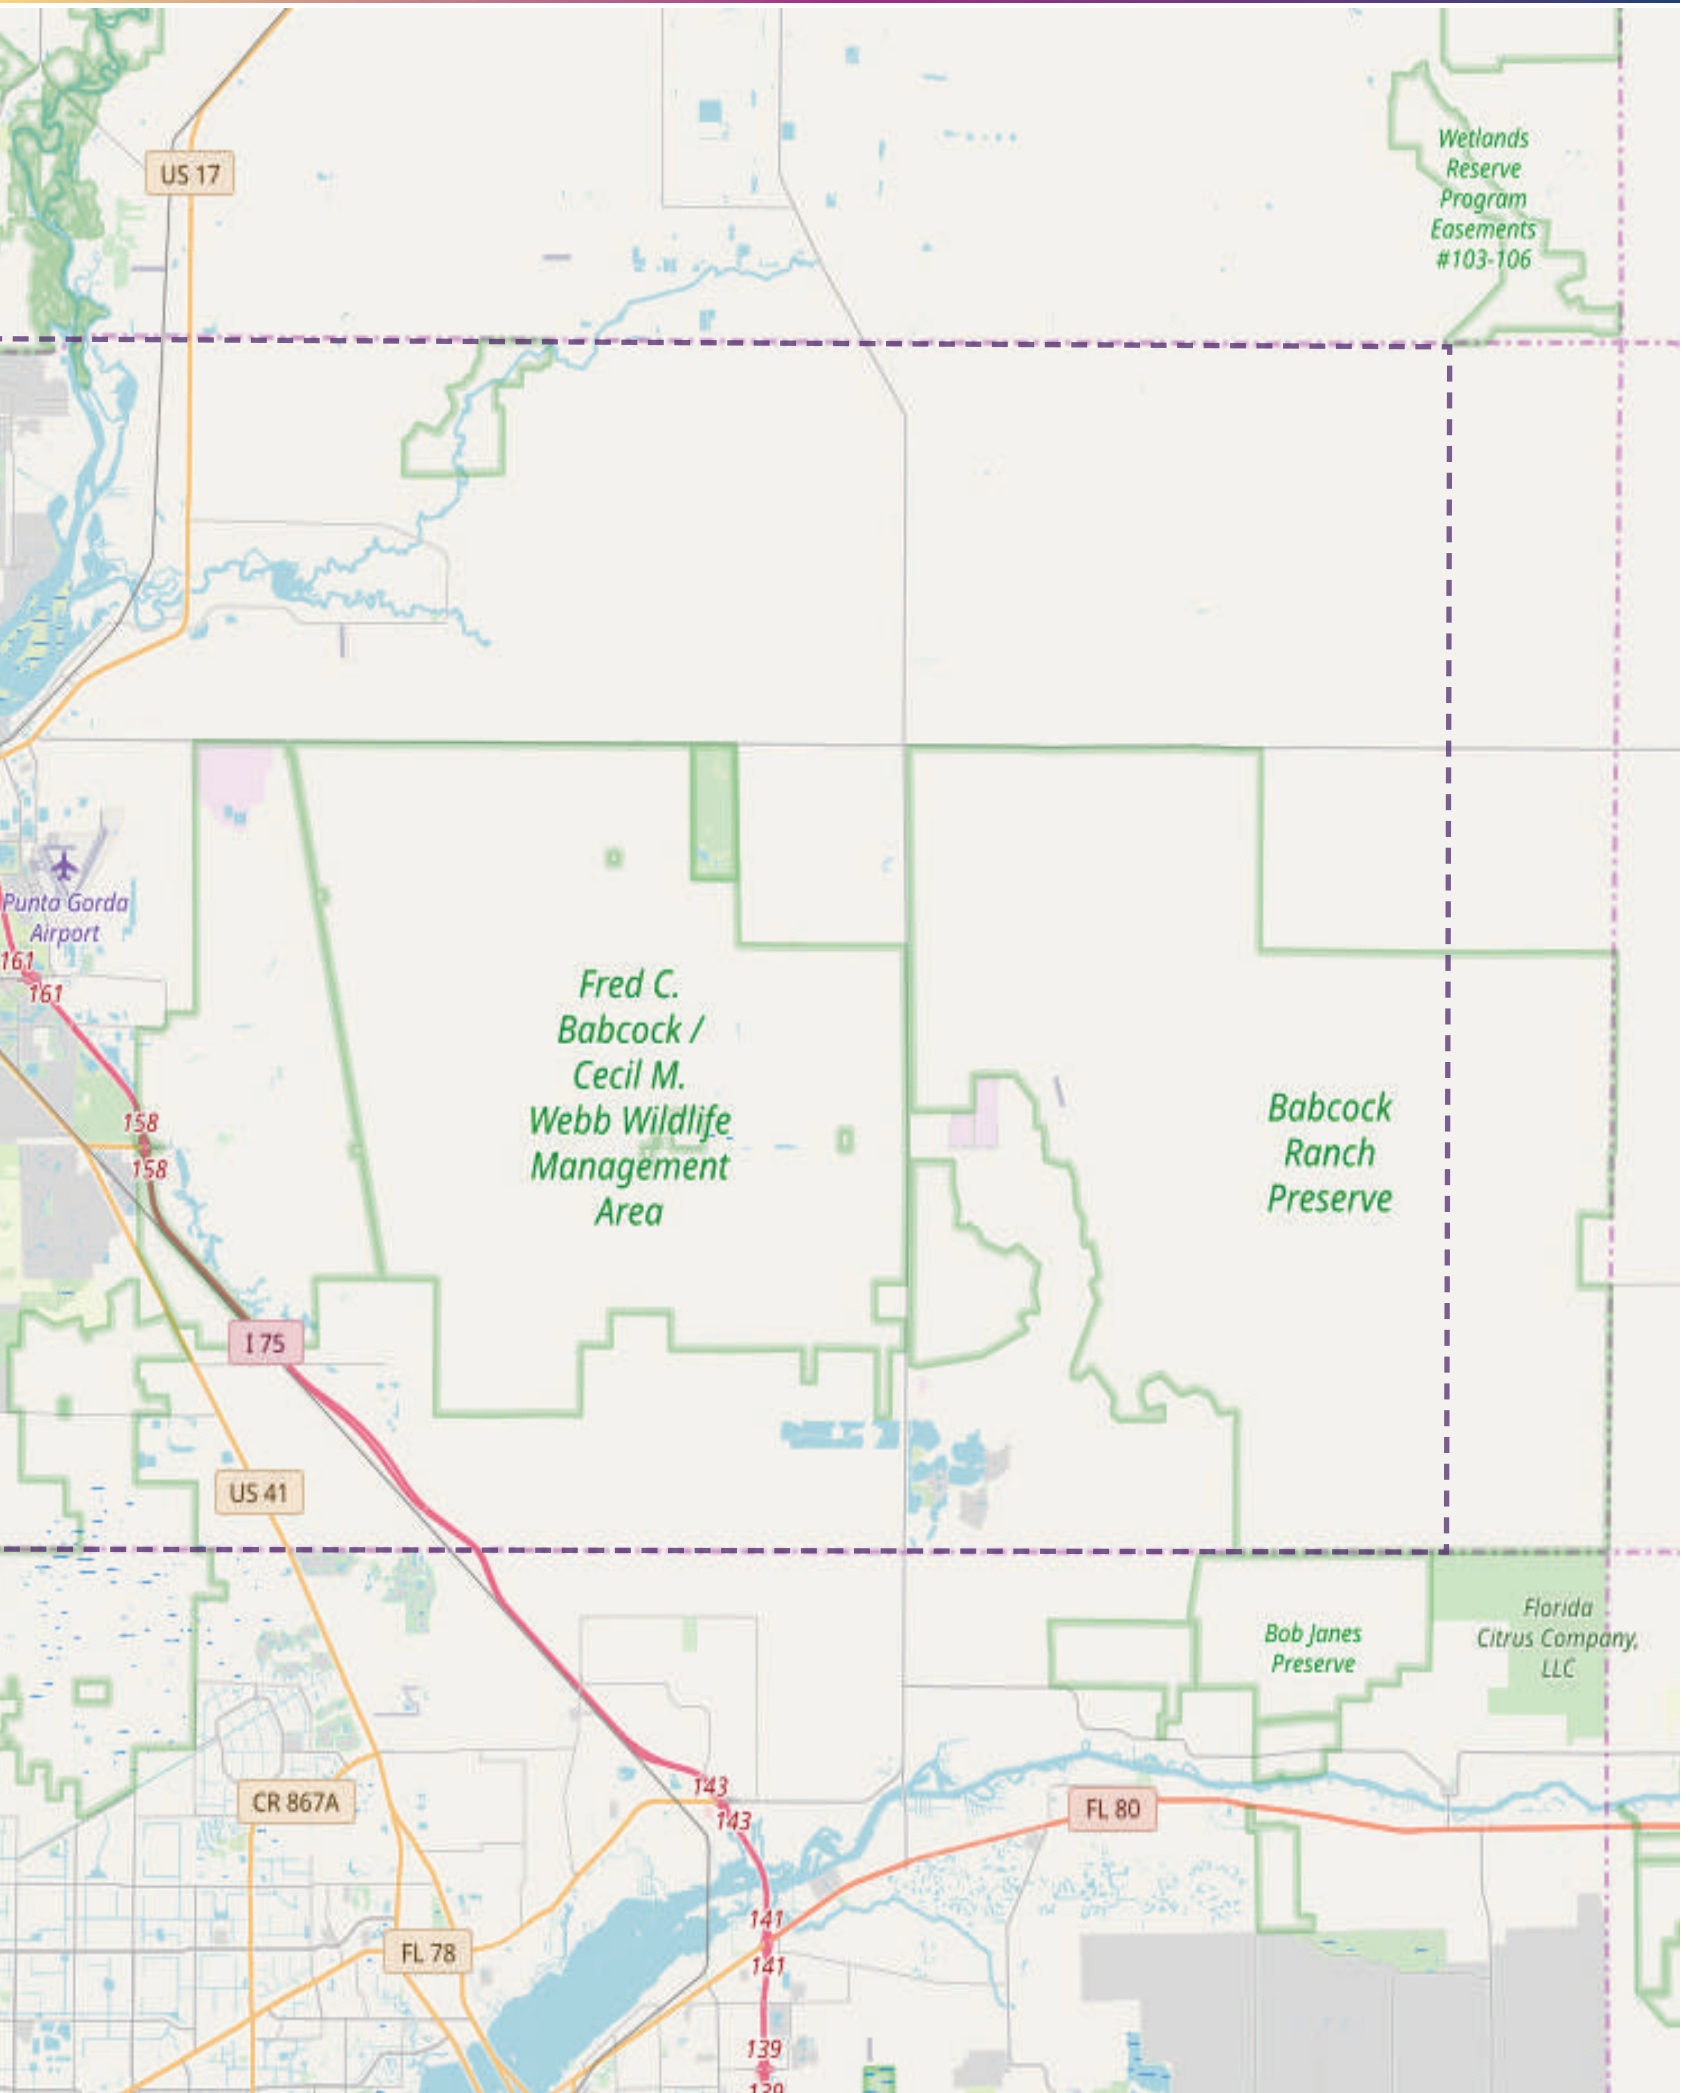 Wetlands
Reserve
Program
Easements
#103-106
US 17
Punta Gorda
Airport
161
161
Fred C.
Babcock /
Cecil M.
Webb Wildlife
Management
Area
Babcock
Ranch
Preserve
158
158
I 75
US 41
Florida
Citrus Company,
LLC
Bob Janes
Preserve
143
143
CR 867A
FL 80
141
FL 78
141
139
139